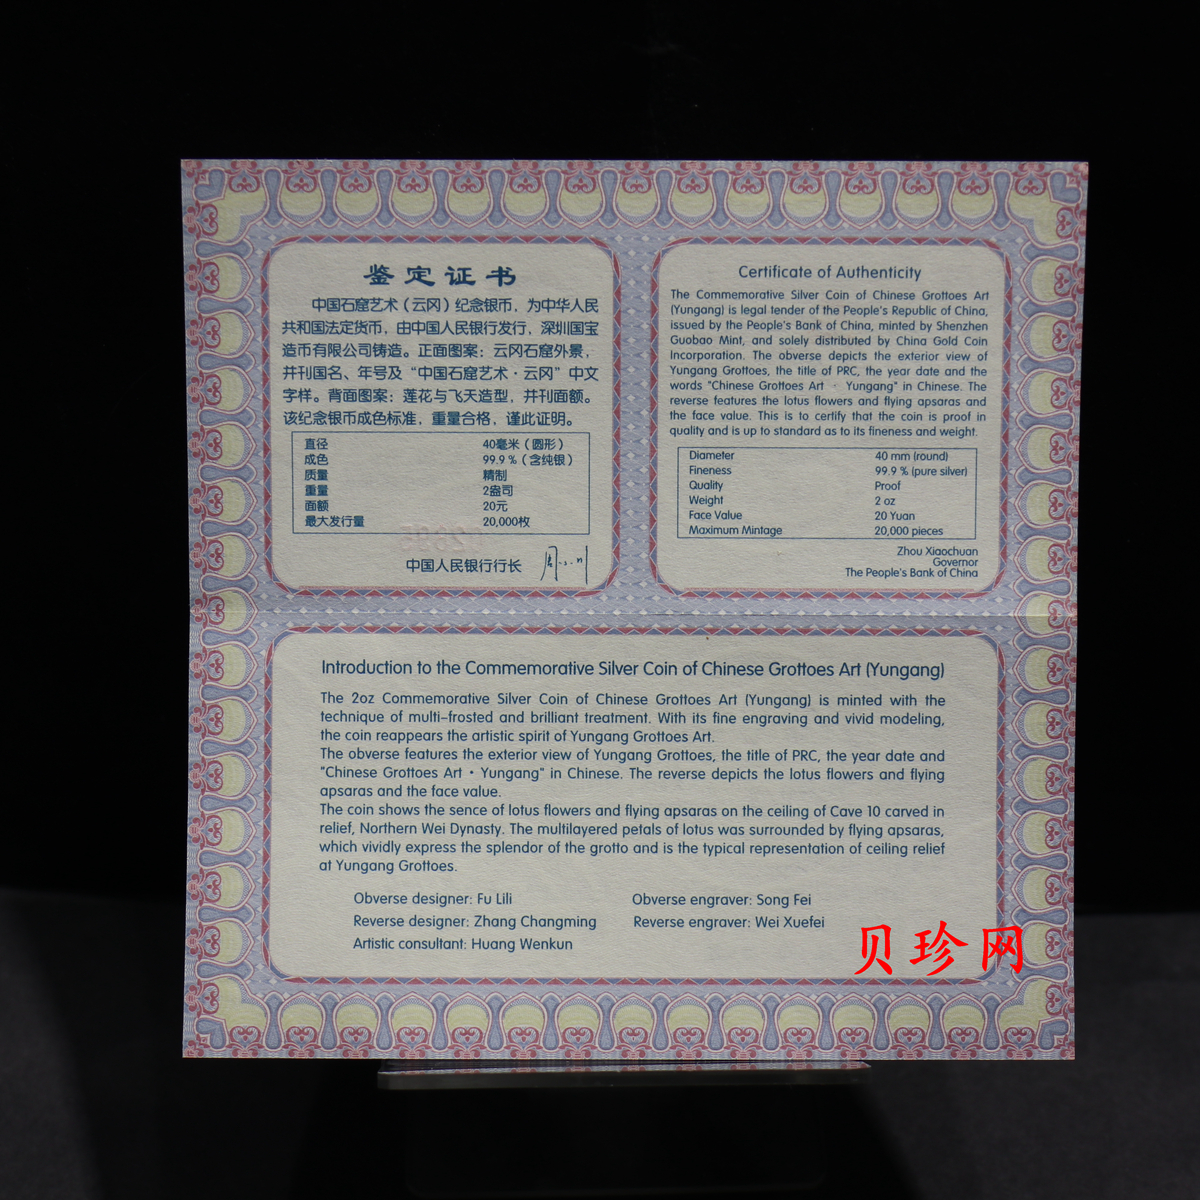 鉴定证书
中国石窟艺术（云冈）纪念银币，为中华人民
共和国法定货币，由中国人民银行发行，深圳国宝
造币有限公司铸造。正面图案：云冈石窟外景，
并刊国名、年号及“中国石窟艺术·云冈”中文
字样。背面图案：莲花与飞天造型，并刊面额。
该纪念银币成色标准，重量合格，谨此证明。
直径 40毫米（圆形）
成色 99.9%（含纯银）
质量 精制
重量 2盎司
面额 20元
最大发行量 20,000枚
中国人民银行行长 周小川
Certificate of Authenticity
The Commemorative Silver Coin of Chinese Grottoes Art
(Yungang) is legal tender of the People's Republic of China,
issued by the People's Bank of China, minted by Shenzhen
Guobao Mint, and solely distributed by China Gold Coin
Incorporation. The obverse depicts the exterior view of
Yungang Grottoes, the title of PRC, the year date and the
words "Chinese Grottoes Art · Yungang" in Chinese. The
reverse features the lotus flowers and flying apsaras and
the face value. This is to certify that the coin is proof in
quality and is up to standard as to its fineness and weight.
Diameter 40 mm (round)
Fineness 99.9 % (pure silver)
Quality Proof
Weight 2 oz
Face Value 20 Yuan
Maximum Mintage 20,000 pieces
Zhou Xiaochuan
Governor
The People's Bank of China
Introduction to the Commemorative Silver Coin of Chinese Grottoes Art (Yungang)
The 2oz Commemorative Silver Coin of Chinese Grottoes Art (Yungang) is minted with the
technique of multi-frosted and brilliant treatment. With its fine engraving and vivid modeling,
the coin reappears the artistic spirit of Yungang Grottoes Art.
The obverse features the exterior view of Yungang Grottoes, the title of PRC, the year date and
"Chinese Grottoes Art · Yungang" in Chinese. The reverse depicts the lotus flowers and flying
apsaras and the face value.
The coin shows the sence of lotus flowers and flying apsaras on the ceiling of Cave 10 carved in
relief, Northern Wei Dynasty. The multilayered petals of lotus was surrounded by flying apsaras,
which vividly express the splendor of the grotto and is the typical representation of ceiling relief
at Yungang Grottoes.
Obverse designer: Fu Lili Obverse engraver: Song Fei
Reverse designer: Zhang Changming Reverse engraver: Wei Xuefei
Artistic consultant: Huang Wenkun
贝珍网